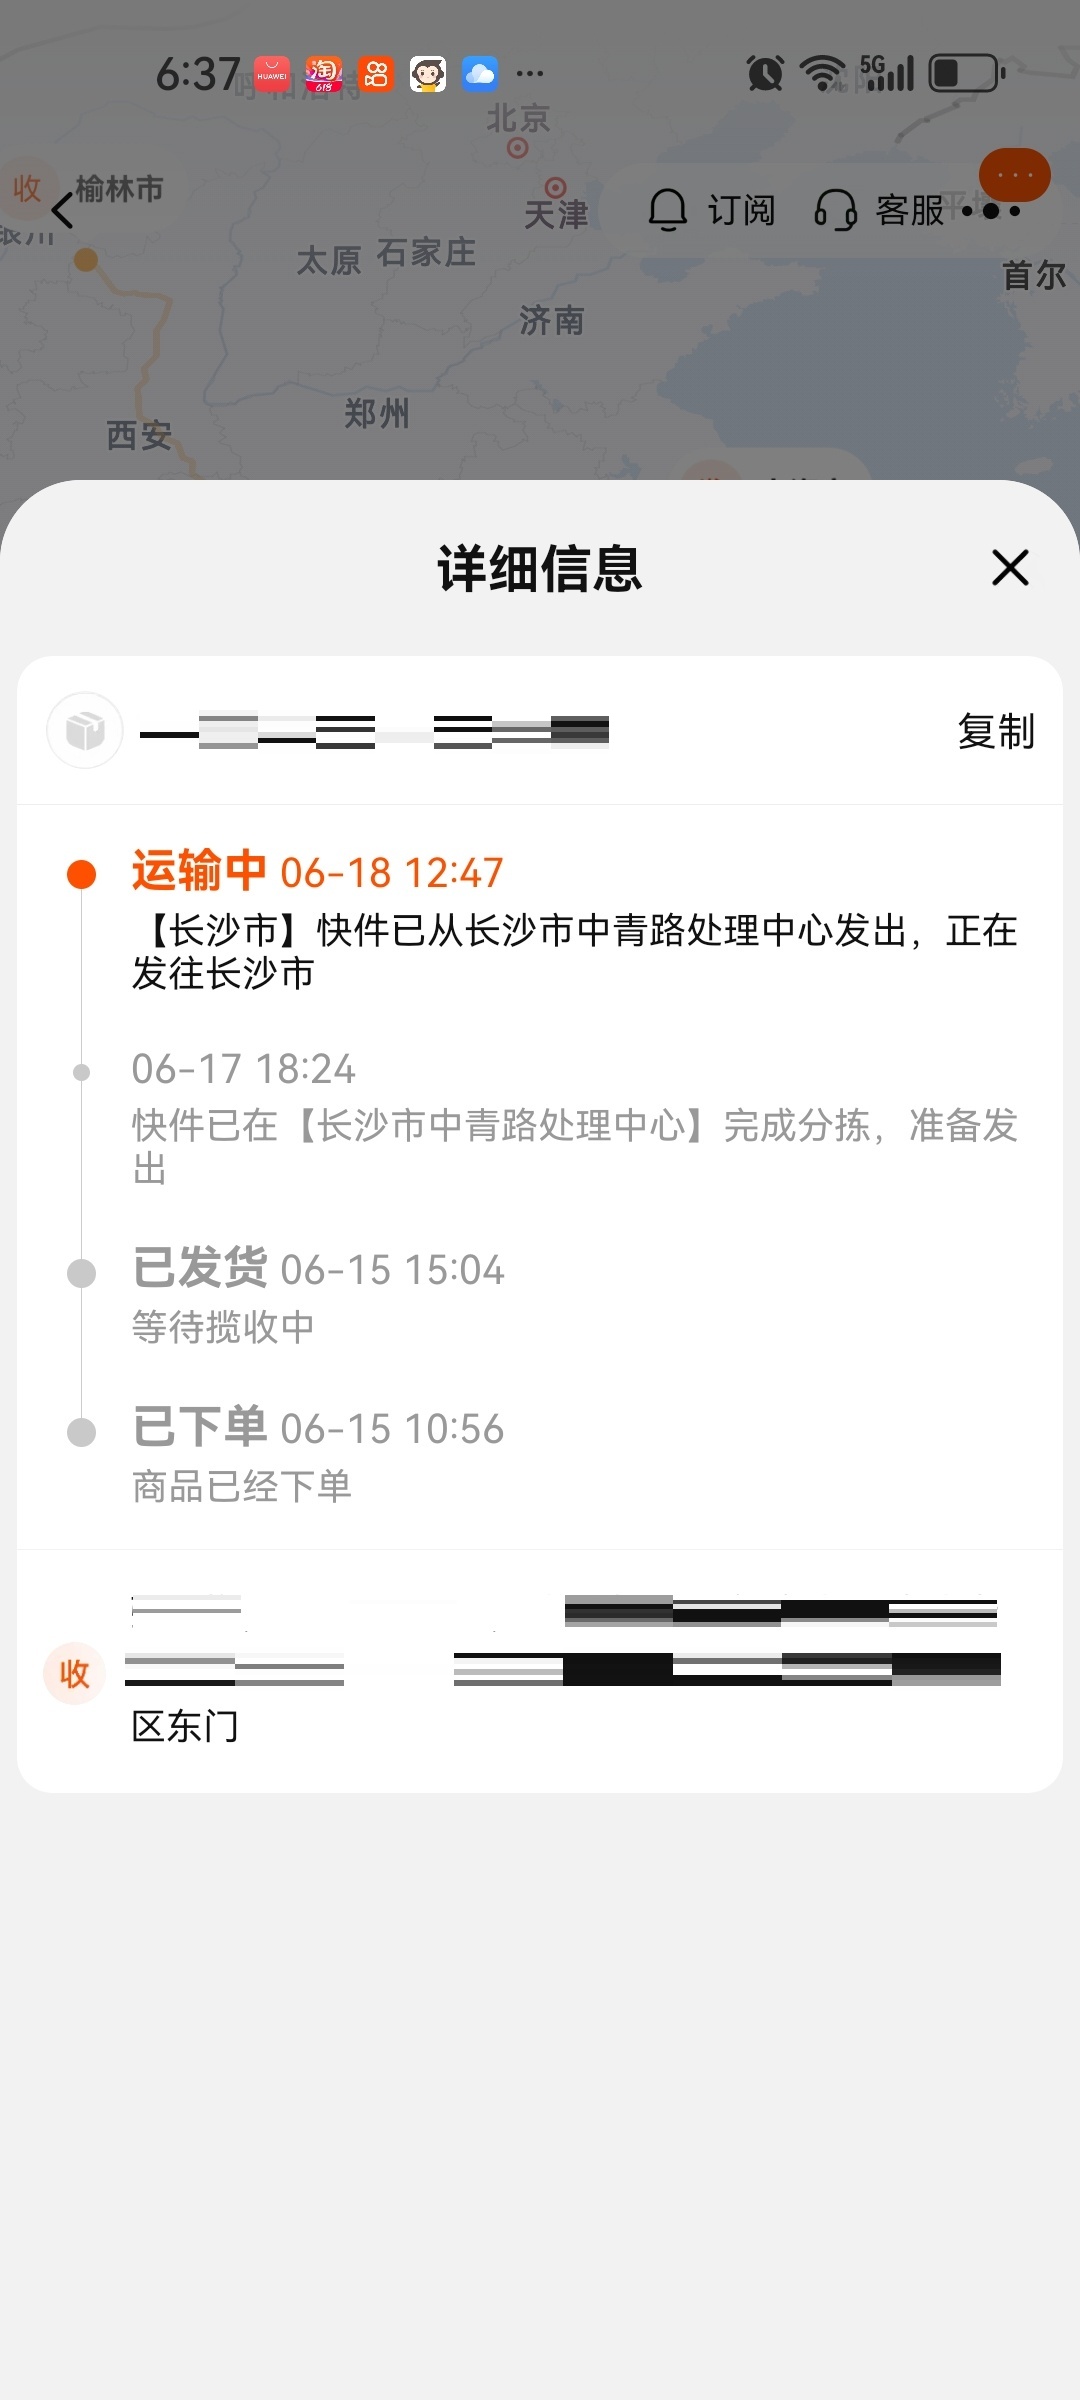 6:37
HUAWEI
淘
618
5G
北京
收 榆林市
天津
订阅
客服
太原
石家庄
首尔
济南
郑州
西安
详细信息
复制
运输中 06-18 12:47
【长沙市】快件已从长沙市中青路处理中心发出，正在
发往长沙市
06-17 18:24
快件已在【长沙市中青路处理中心】完成分拣，准备发
出
已发货 06-15 15:04
等待揽收中
已下单 06-15 10:56
商品已经下单
收
区东门